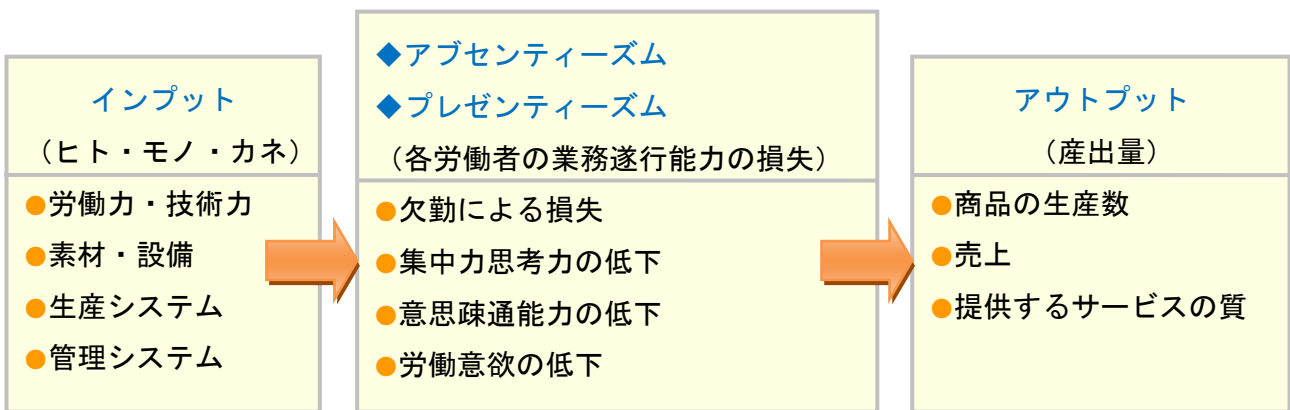 インプット
（ヒト・モノ・カネ）
●労働力・技術力
●素材・設備
●生産システム
●管理システム
◆アブセンティーズム
◆プレゼンティーズム
（各労働者の業務遂行能力の損失）
●欠勤による損失
●集中力思考力の低下
●意思疎通能力の低下
●労働意欲の低下
アウトプット
（産出量）
●商品の生産数
●売上
●提供するサービスの質